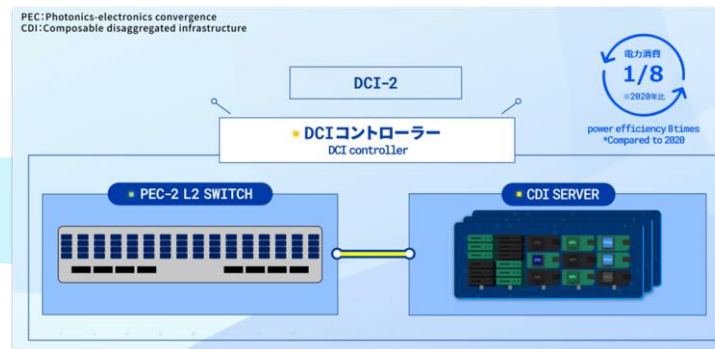 PEC:Photonics-electronics convergence
CDI:Composable disaggregated infrastructure
DCI-2
電力消費
1/8
※2020年比
power efficiency 8 times
*Compared to 2020
DCIコントローラー
DCI controller
PEC-2 L2 SWITCH
CDI SERVER